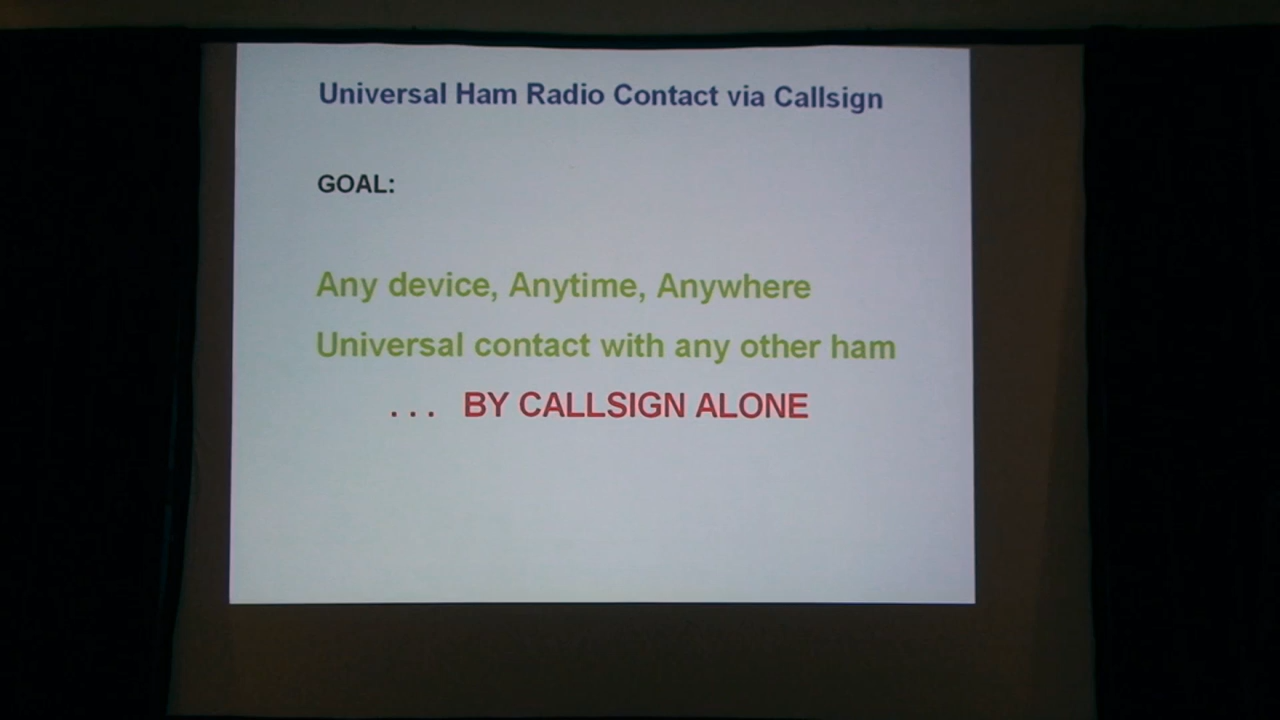 Universal Ham Radio Contact via Callsign
GOAL:
Any device, Anytime, Anywhere
Universal contact with any other ham
. . . BY CALLSIGN ALONE